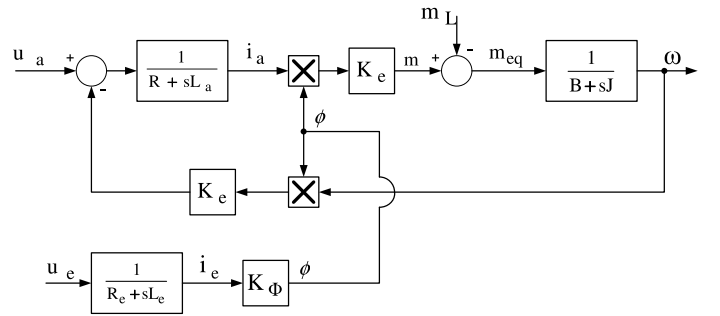 m L
u a + - 1 R + sL a i a K e m + - m eq 1 B+sJ ω
ϕ
K e
u e 1 R e +sL e i e K Φ ϕ